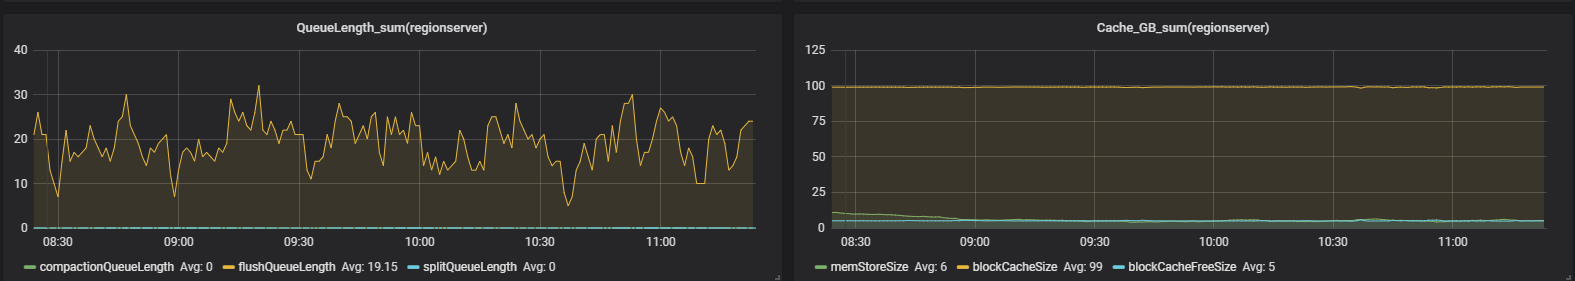 QueueLength_sum(regionserver)
40
30
20
10
0
08:30 09:00 09:30 10:00 10:30 11:00
compactionQueueLength Avg: 0 flushQueueLength Avg: 19.15 splitQueueLength Avg: 0
Cache_GB_sum(regionserver)
125
100
75
50
25
0
08:30 09:00 09:30 10:00 10:30 11:00
memStoreSize Avg: 6 blockCacheSize Avg: 99 blockCacheFreeSize Avg: 5